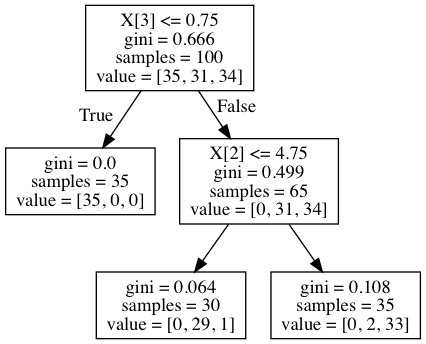 X[3] <= 0.75
gini = 0.666
samples = 100
value = [35, 31, 34]
True
False
gini = 0.0
samples = 35
value = [35, 0, 0]
X[2] <= 4.75
gini = 0.499
samples = 65
value = [0, 31, 34]
gini = 0.064
samples = 30
value = [0, 29, 1]
gini = 0.108
samples = 35
value = [0, 2, 33]